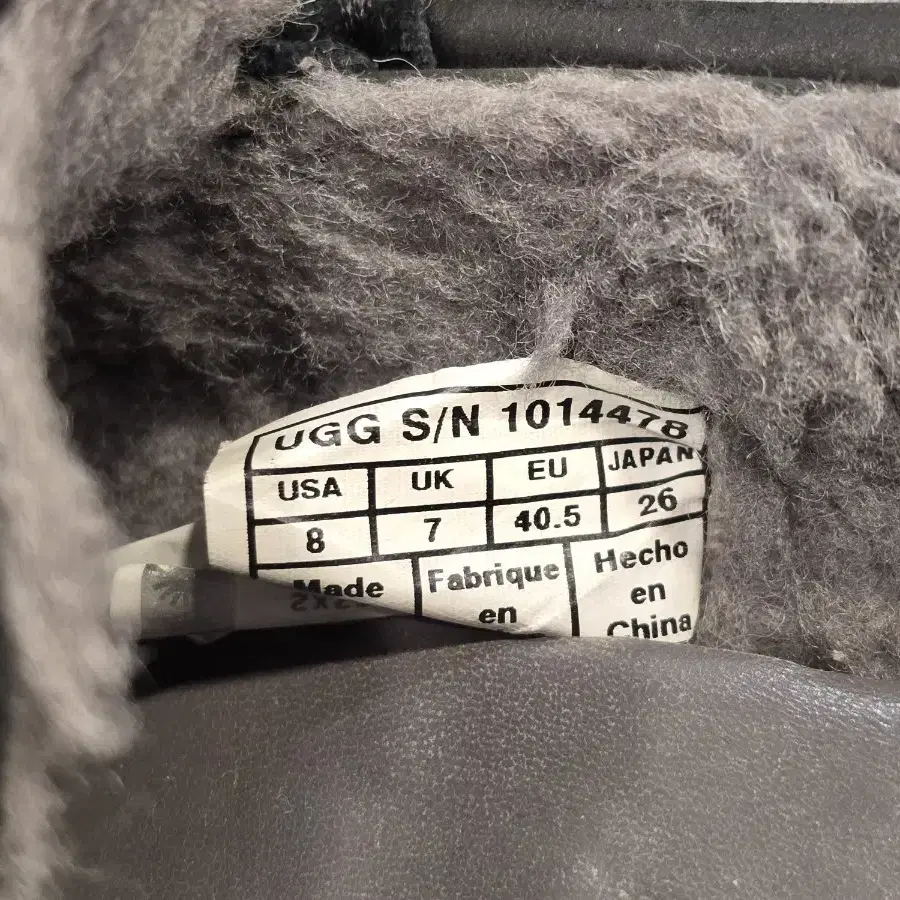 UGG S/N 1014478
USA UK EU JAPAN
8 7 40.5 26
Made Fabrique en Hecho en China